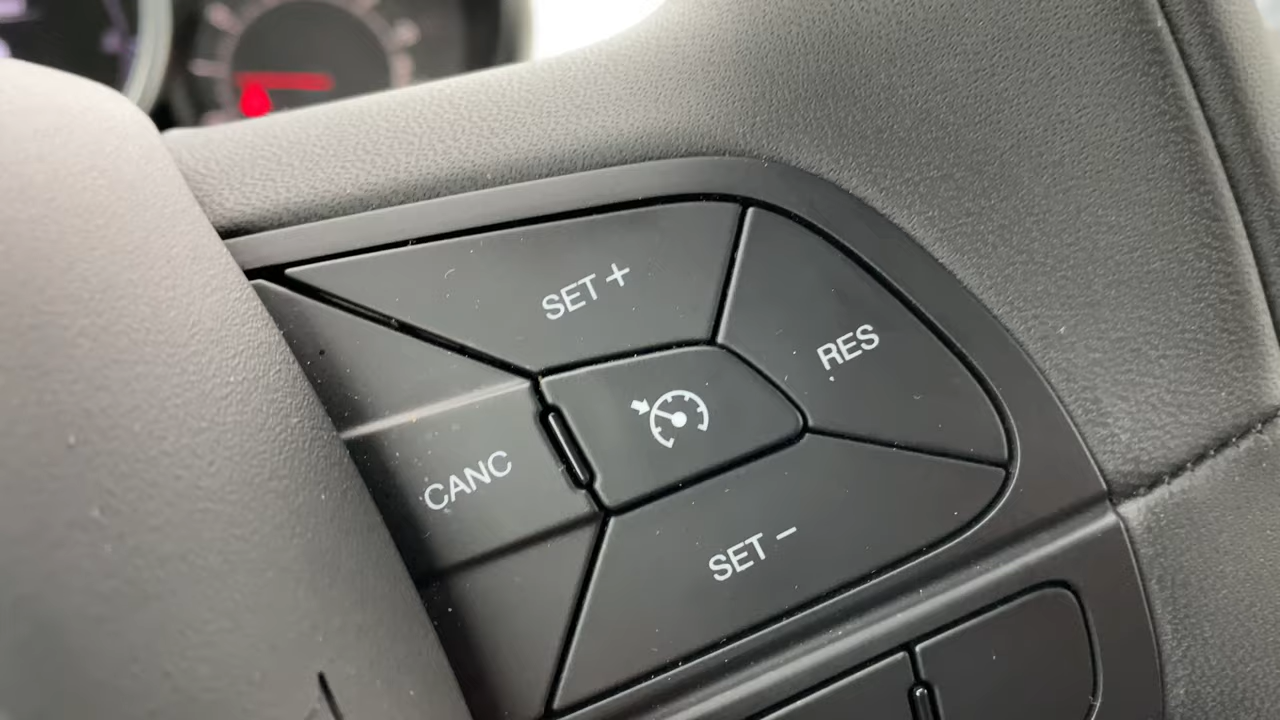 SET +
RES
CANC
SET −